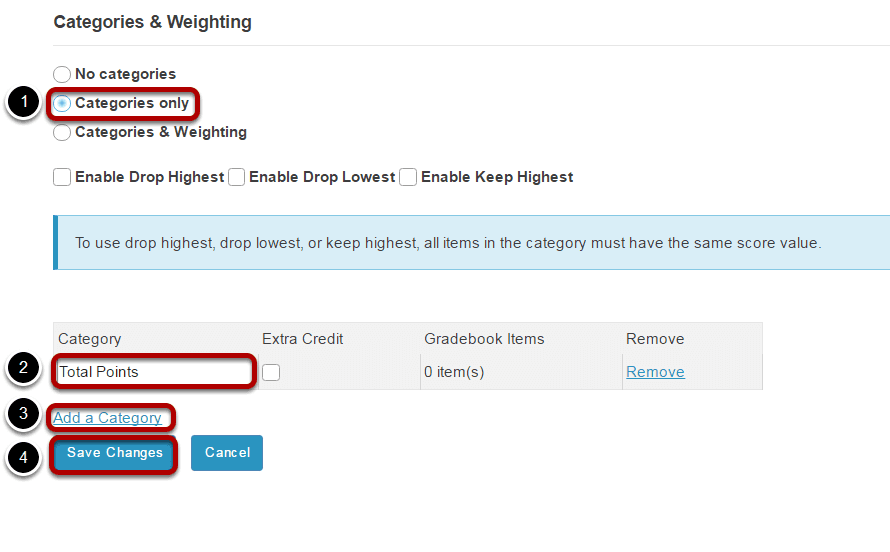 Categories & Weighting
No categories
1 Categories only
Categories & Weighting
Enable Drop Highest Enable Drop Lowest Enable Keep Highest
To use drop highest, drop lowest, or keep highest, all items in the category must have the same score value.
Category Extra Credit Gradebook Items Remove
2 Total Points 0 item(s) Remove
3 Add a Category
4 Save Changes Cancel